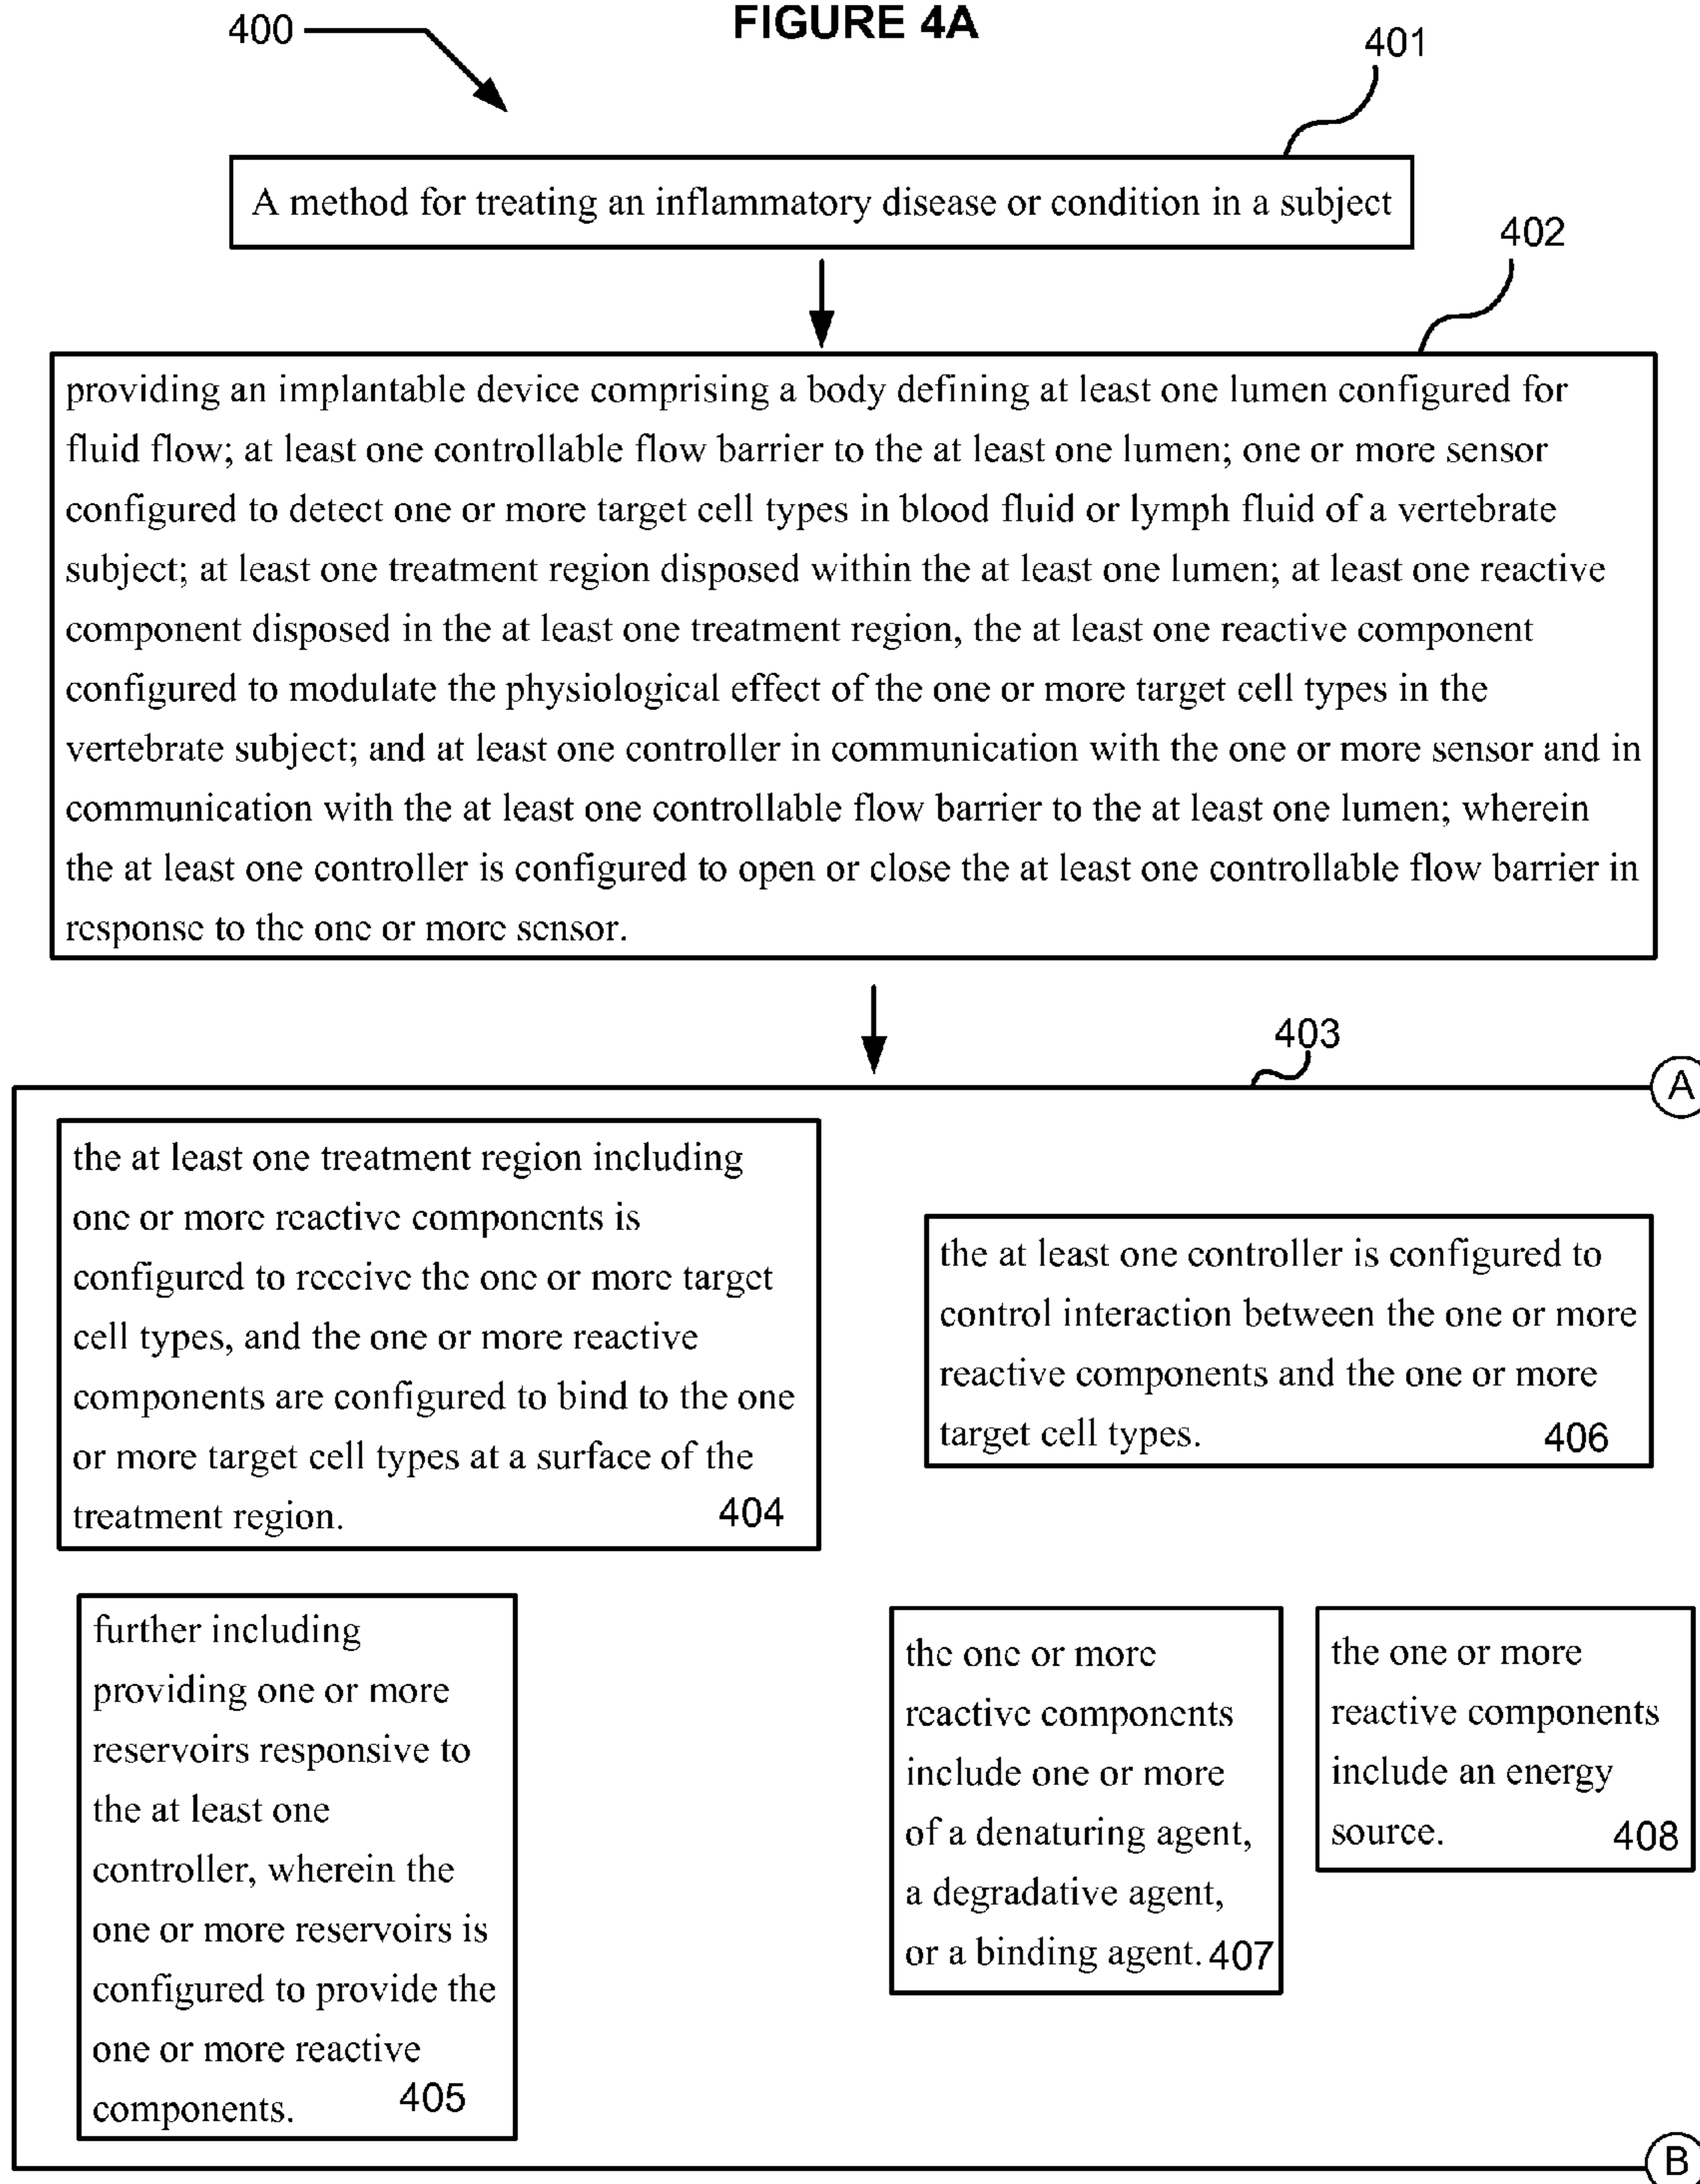 FIGURE 4A
400
401
A method for treating an inflammatory disease or condition in a subject
402
providing an implantable device comprising a body defining at least one lumen configured for
fluid flow; at least one controllable flow barrier to the at least one lumen; one or more sensor
configured to detect one or more target cell types in blood fluid or lymph fluid of a vertebrate
subject; at least one treatment region disposed within the at least one lumen; at least one reactive
component disposed in the at least one treatment region, the at least one reactive component
configured to modulate the physiological effect of the one or more target cell types in the
vertebrate subject; and at least one controller in communication with the one or more sensor and in
communication with the at least one controllable flow barrier to the at least one lumen; wherein
the at least one controller is configured to open or close the at least one controllable flow barrier in
response to the one or more sensor.
403
A
the at least one treatment region including
one or more reactive components is
configured to receive the one or more target
cell types, and the one or more reactive
components are configured to bind to the one
or more target cell types at a surface of the
treatment region. 404
the at least one controller is configured to
control interaction between the one or more
reactive components and the one or more
target cell types. 406
further including
providing one or more
reservoirs responsive to
the at least one
controller, wherein the
one or more reservoirs is
configured to provide the
one or more reactive
components. 405
the one or more
reactive components
include one or more
of a denaturing agent,
a degradative agent,
or a binding agent. 407
the one or more
reactive components
include an energy
source. 408
B